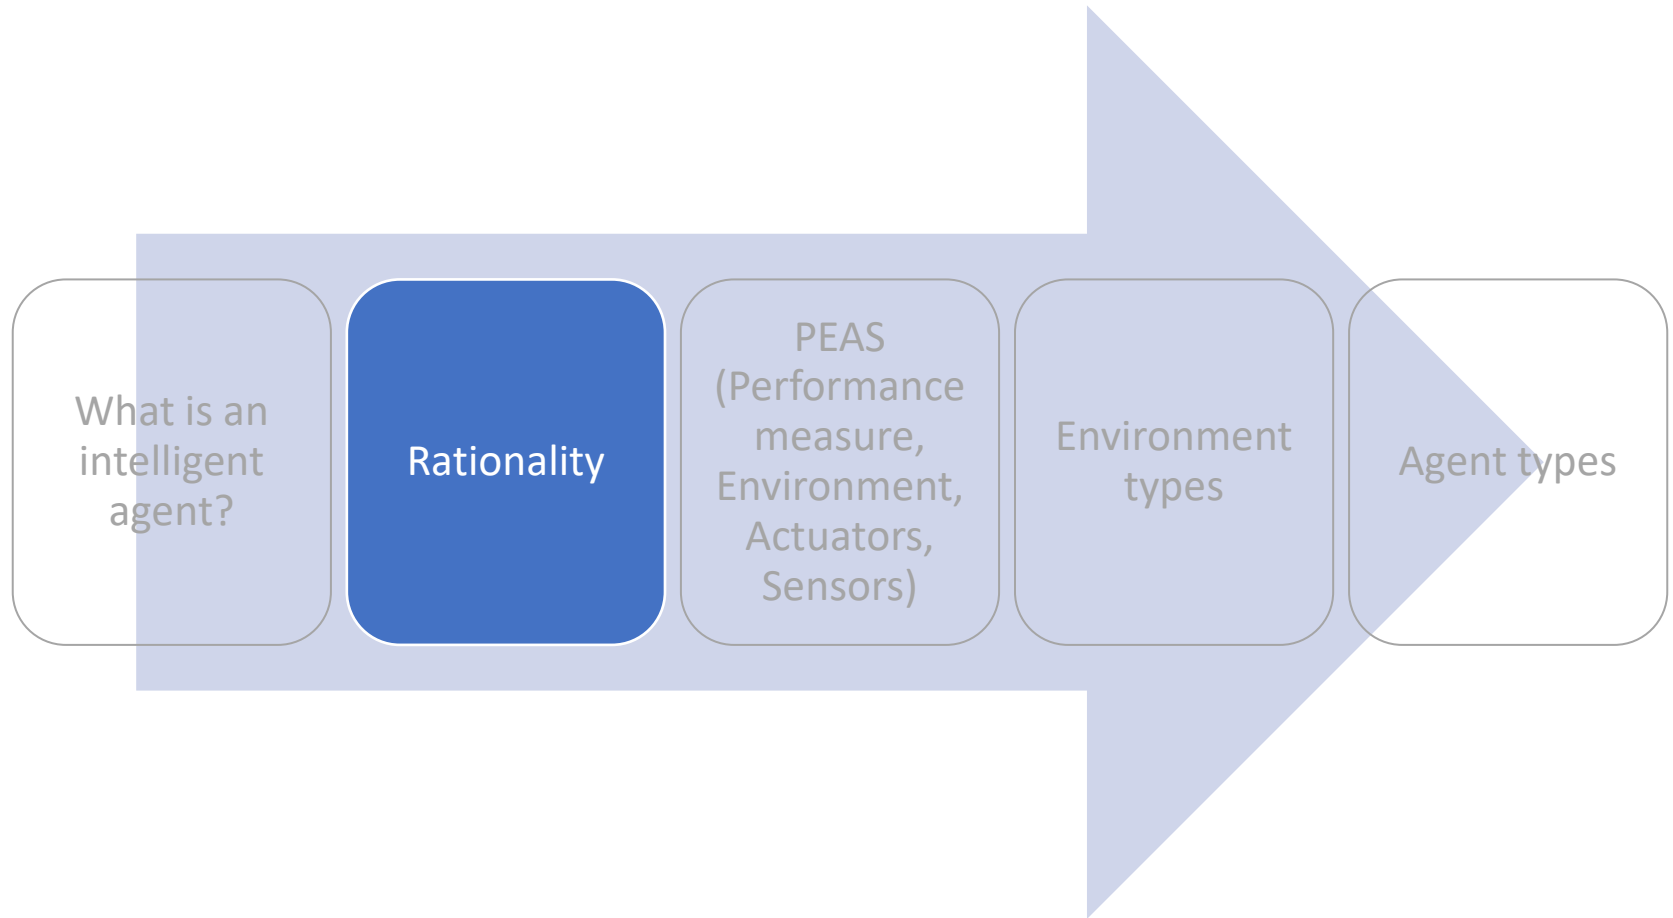 What is an
intelligent
agent?
Rationality
PEAS
(Performance
measure,
Environment,
Actuators,
Sensors)
Environment
types
Agent types